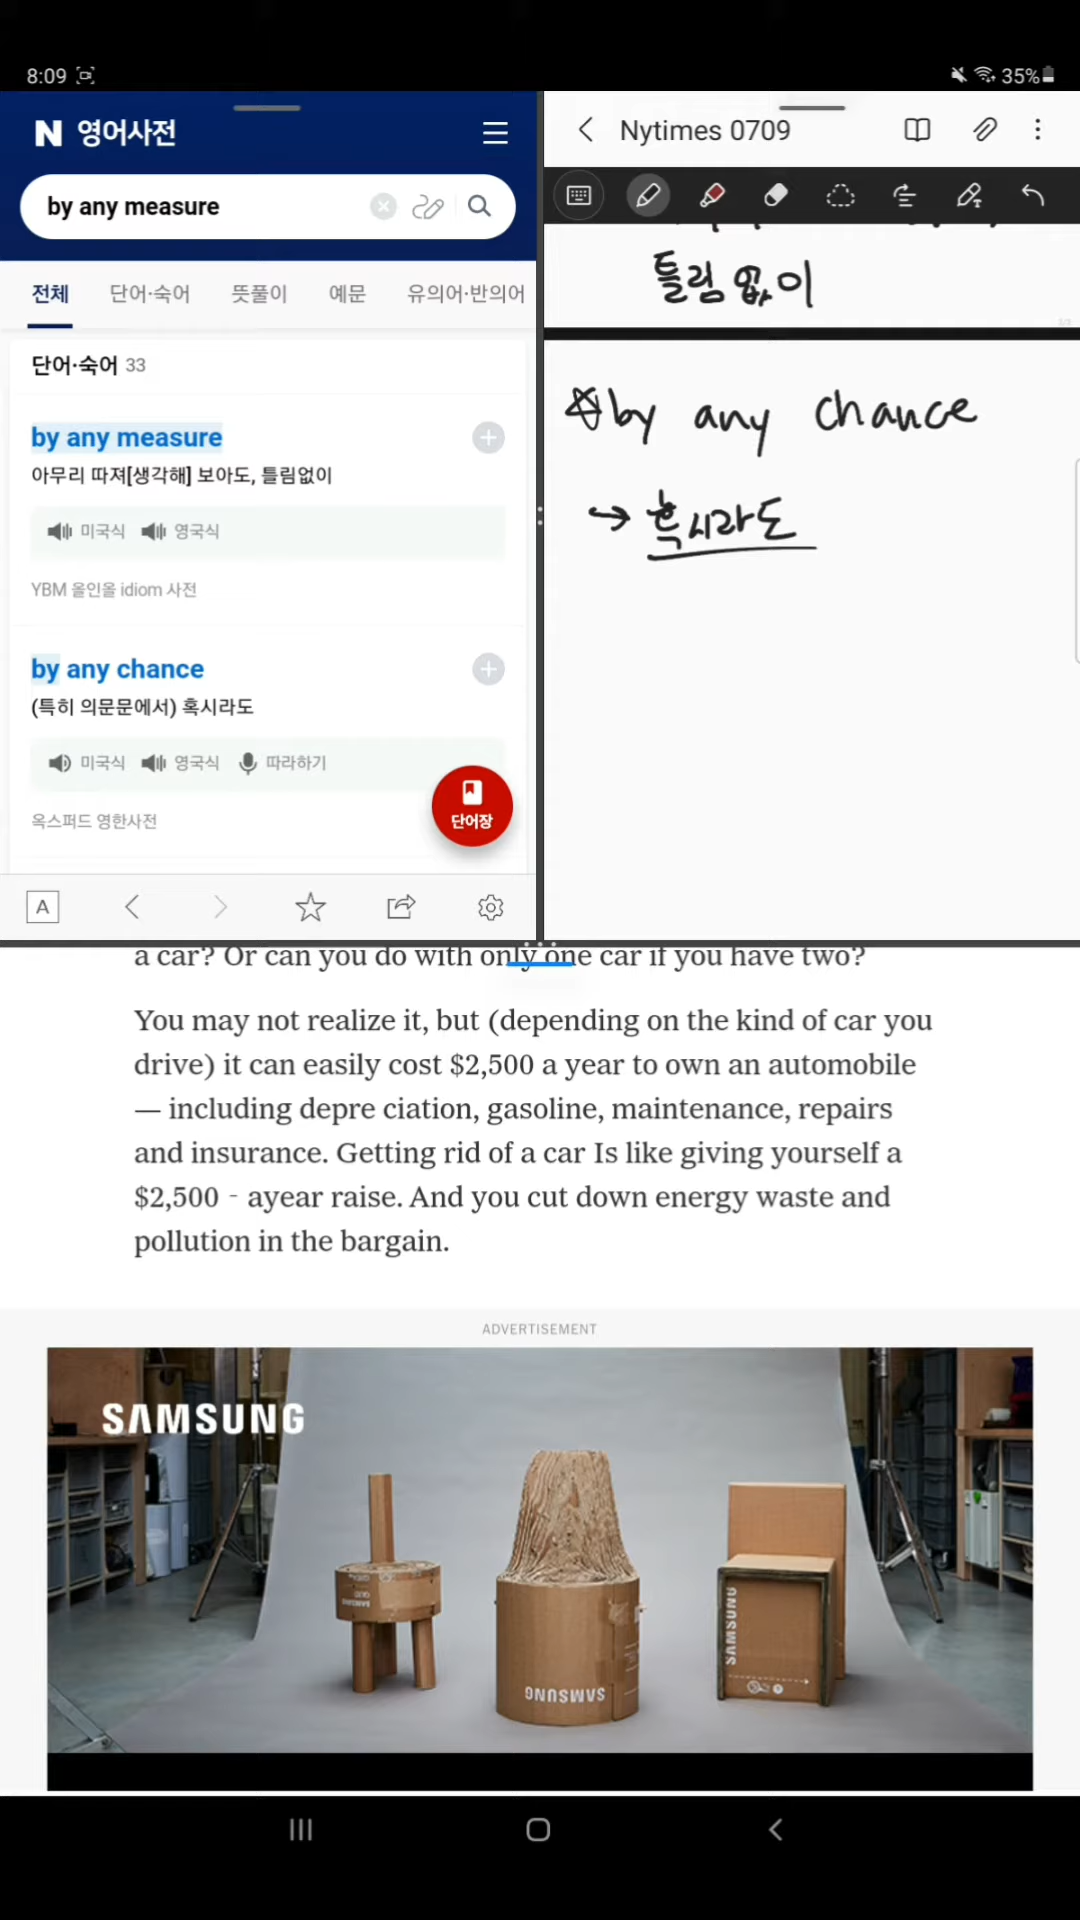 8:09
35%
N 영어사전
by any measure
전체 단어·숙어 뜻풀이 예문 유의어·반의어
단어·숙어 33
by any measure
아무리 따져[생각해] 보아도, 틀림없이
미국식 영국식
YBM 올인올 idiom 사전
by any chance
(특히 의문문에서) 혹시라도
미국식 영국식 따라하기
단어장
옥스퍼드 영한사전
A
Nytimes 0709
틀림없이
by any chance
→ 혹시라도
a car? Or can you do with only one car if you have two?
You may not realize it, but (depending on the kind of car you
drive) it can easily cost $2,500 a year to own an automobile
— including depre ciation, gasoline, maintenance, repairs
and insurance. Getting rid of a car Is like giving yourself a
$2,500 ‐ ayear raise. And you cut down energy waste and
pollution in the bargain.
ADVERTISEMENT
SAMSUNG
SAMSUNG
SAMSUNG
SAMSUNG